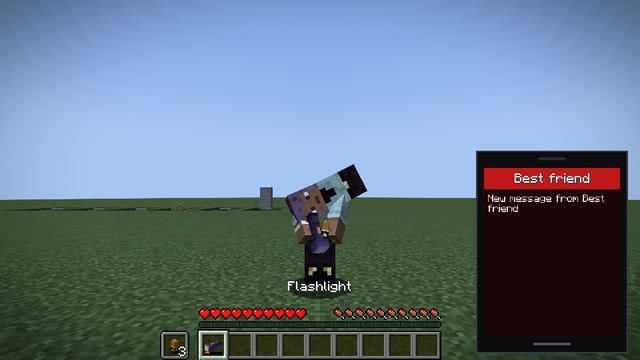 Best friend
New message from Best
friend
Flashlight
3